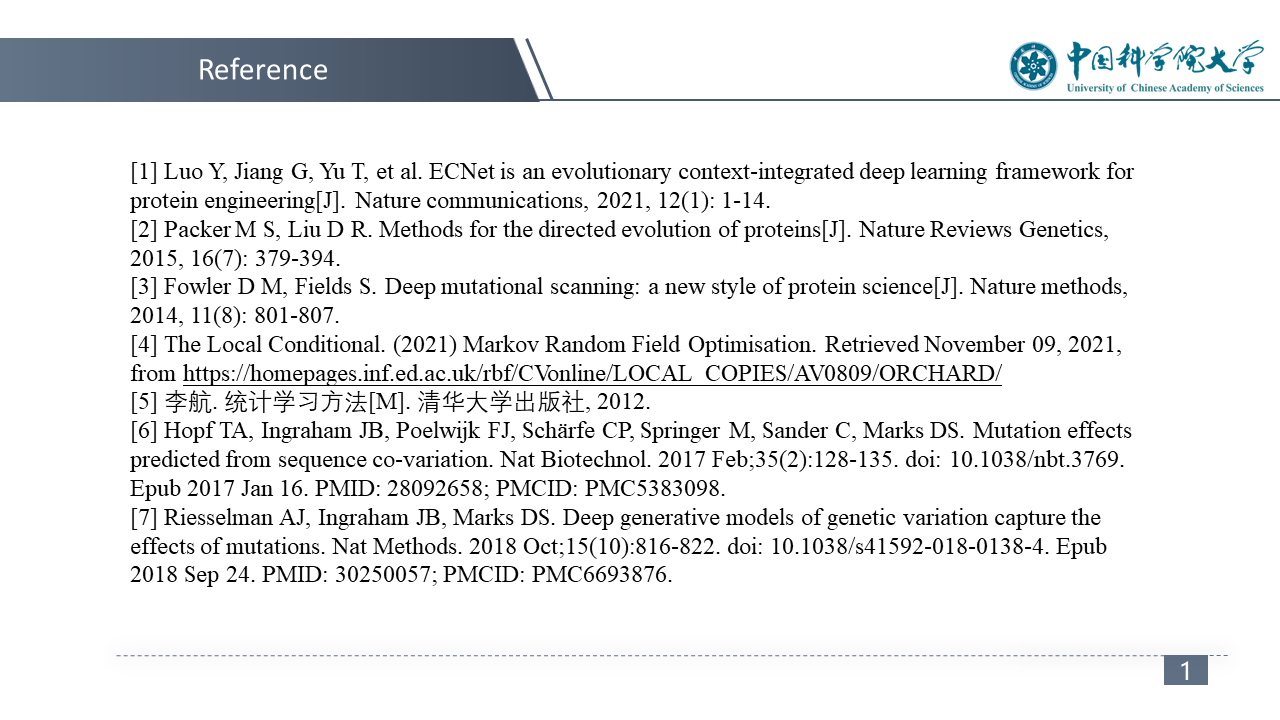 Reference
中国科学院大学
University of Chinese Academy of Sciences
[1] Luo Y, Jiang G, Yu T, et al. ECNet is an evolutionary context-integrated deep learning framework for
protein engineering[J]. Nature communications, 2021, 12(1): 1-14.
[2] Packer M S, Liu D R. Methods for the directed evolution of proteins[J]. Nature Reviews Genetics,
2015, 16(7): 379-394.
[3] Fowler D M, Fields S. Deep mutational scanning: a new style of protein science[J]. Nature methods,
2014, 11(8): 801-807.
[4] The Local Conditional. (2021) Markov Random Field Optimisation. Retrieved November 09, 2021,
from https://homepages.inf.ed.ac.uk/rbf/CVonline/LOCAL_COPIES/AV0809/ORCHARD/
[5] 李航. 统计学习方法[M]. 清华大学出版社, 2012.
[6] Hopf TA, Ingraham JB, Poelwijk FJ, Schärfe CP, Springer M, Sander C, Marks DS. Mutation effects
predicted from sequence co-variation. Nat Biotechnol. 2017 Feb;35(2):128-135. doi: 10.1038/nbt.3769.
Epub 2017 Jan 16. PMID: 28092658; PMCID: PMC5383098.
[7] Riesselman AJ, Ingraham JB, Marks DS. Deep generative models of genetic variation capture the
effects of mutations. Nat Methods. 2018 Oct;15(10):816-822. doi: 10.1038/s41592-018-0138-4. Epub
2018 Sep 24. PMID: 30250057; PMCID: PMC6693876.
1